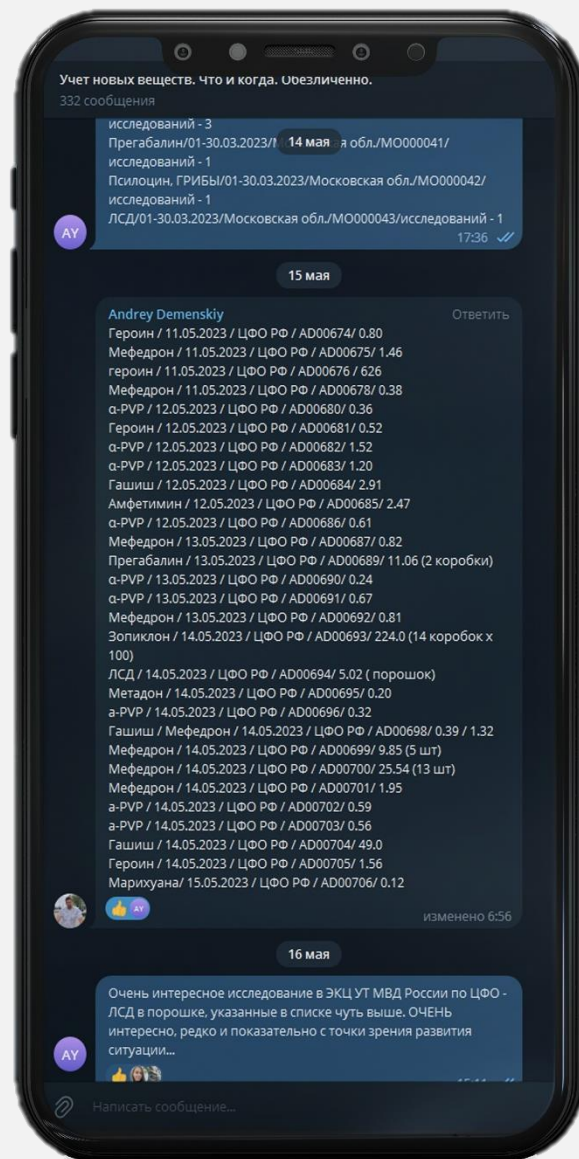 Учет новых веществ. Что и когда. Обезличенно.
332 сообщения
исследований - 3
Прегабалин/01-30.03.2023/ я обл./МО000041/
14 мая
исследований - 1
Псилоцин, ГРИБЫ/01-30.03.2023/Московская обл./МО000042/
исследований - 1
ЛСД/01-30.03.2023/Московская обл./МО000043/исследований - 1
AY
17:36
15 мая
Andrey Demenskiy
Ответить
Героин / 11.05.2023 / ЦФО РФ / AD00674/ 0.80
Мефедрон / 11.05.2023 / ЦФО РФ / AD00675/ 1.46
героин / 11.05.2023 / ЦФО РФ / AD00676 / 626
Мефедрон / 11.05.2023 / ЦФО РФ / AD00678/ 0.38
α-PVP / 12.05.2023 / ЦФО РФ / AD00680/ 0.36
Героин / 12.05.2023 / ЦФО РФ / AD00681/ 0.52
α-PVP / 12.05.2023 / ЦФО РФ / AD00682/ 1.52
α-PVP / 12.05.2023 / ЦФО РФ / AD00683/ 1.20
Гашиш / 12.05.2023 / ЦФО РФ / AD00684/ 2.91
Амфетимин / 12.05.2023 / ЦФО РФ / AD00685/ 2.47
α-PVP / 12.05.2023 / ЦФО РФ / AD00686/ 0.61
Мефедрон / 13.05.2023 / ЦФО РФ / AD00687/ 0.82
Прегабалин / 13.05.2023 / ЦФО РФ / AD00689/ 11.06 (2 коробки)
α-PVP / 13.05.2023 / ЦФО РФ / AD00690/ 0.24
α-PVP / 13.05.2023 / ЦФО РФ / AD00691/ 0.67
Мефедрон / 13.05.2023 / ЦФО РФ / AD00692/ 0.81
Зопиклон / 14.05.2023 / ЦФО РФ / AD00693/ 224.0 (14 коробок х
100)
ЛСД / 14.05.2023 / ЦФО РФ / AD00694/ 5.02 ( порошок)
Метадон / 14.05.2023 / ЦФО РФ / AD00695/ 0.20
a-PVP / 14.05.2023 / ЦФО РФ / AD00696/ 0.32
Гашиш / Мефедрон / 14.05.2023 / ЦФО РФ / AD00698/ 0.39 / 1.32
Мефедрон / 14.05.2023 / ЦФО РФ / AD00699/ 9.85 (5 шт)
Мефедрон / 14.05.2023 / ЦФО РФ / AD00700/ 25.54 (13 шт)
Мефедрон / 14.05.2023 / ЦФО РФ / AD00701/ 1.95
a-PVP / 14.05.2023 / ЦФО РФ / AD00702/ 0.59
a-PVP / 14.05.2023 / ЦФО РФ / AD00703/ 0.56
Гашиш / 14.05.2023 / ЦФО РФ / AD00704/ 49.0
Героин / 14.05.2023 / ЦФО РФ / AD00705/ 1.56
Марихуана/ 15.05.2023 / ЦФО РФ / AD00706/ 0.12
AY
изменено 6:56
16 мая
Очень интересное исследование в ЭКЦ УТ МВД России по ЦФО -
ЛСД в порошке, указанные в списке чуть выше. ОЧЕНЬ
интересно, редко и показательно с точки зрения развития
ситуации...
AY
Написать сообщение...